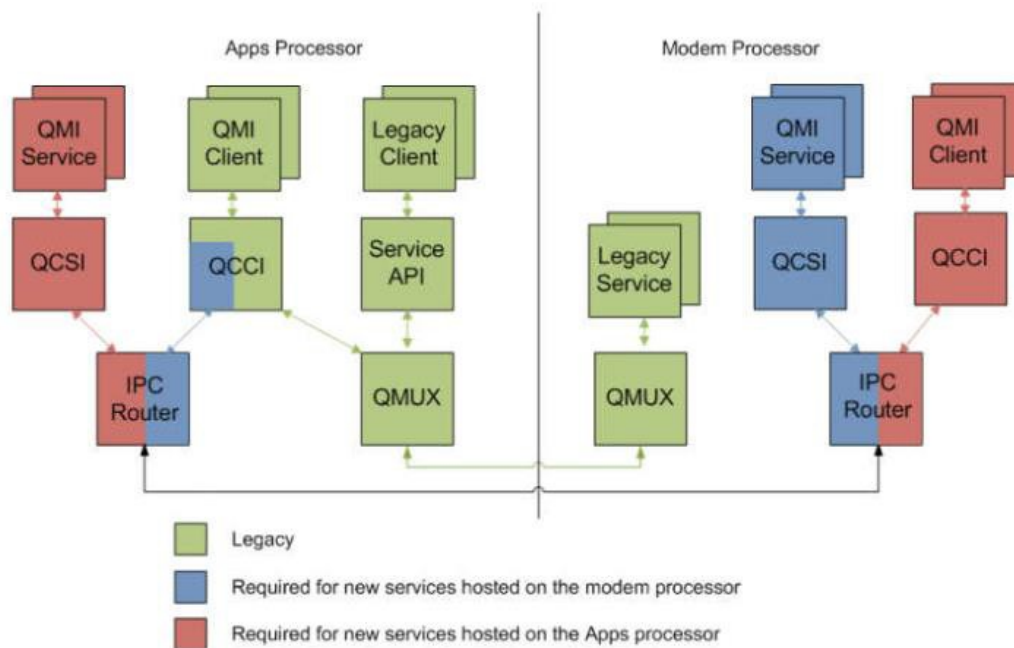 Apps Processor
Modem Processor
QMI
Service
QMI
Client
Legacy
Client
QMI
Service
QMI
Client
QCSI
QCCI
Service
API
Legacy
Service
QCSI
QCCI
IPC
Router
QMUX
QMUX
IPC
Router
Legacy
Required for new services hosted on the modem processor
Required for new services hosted on the Apps processor